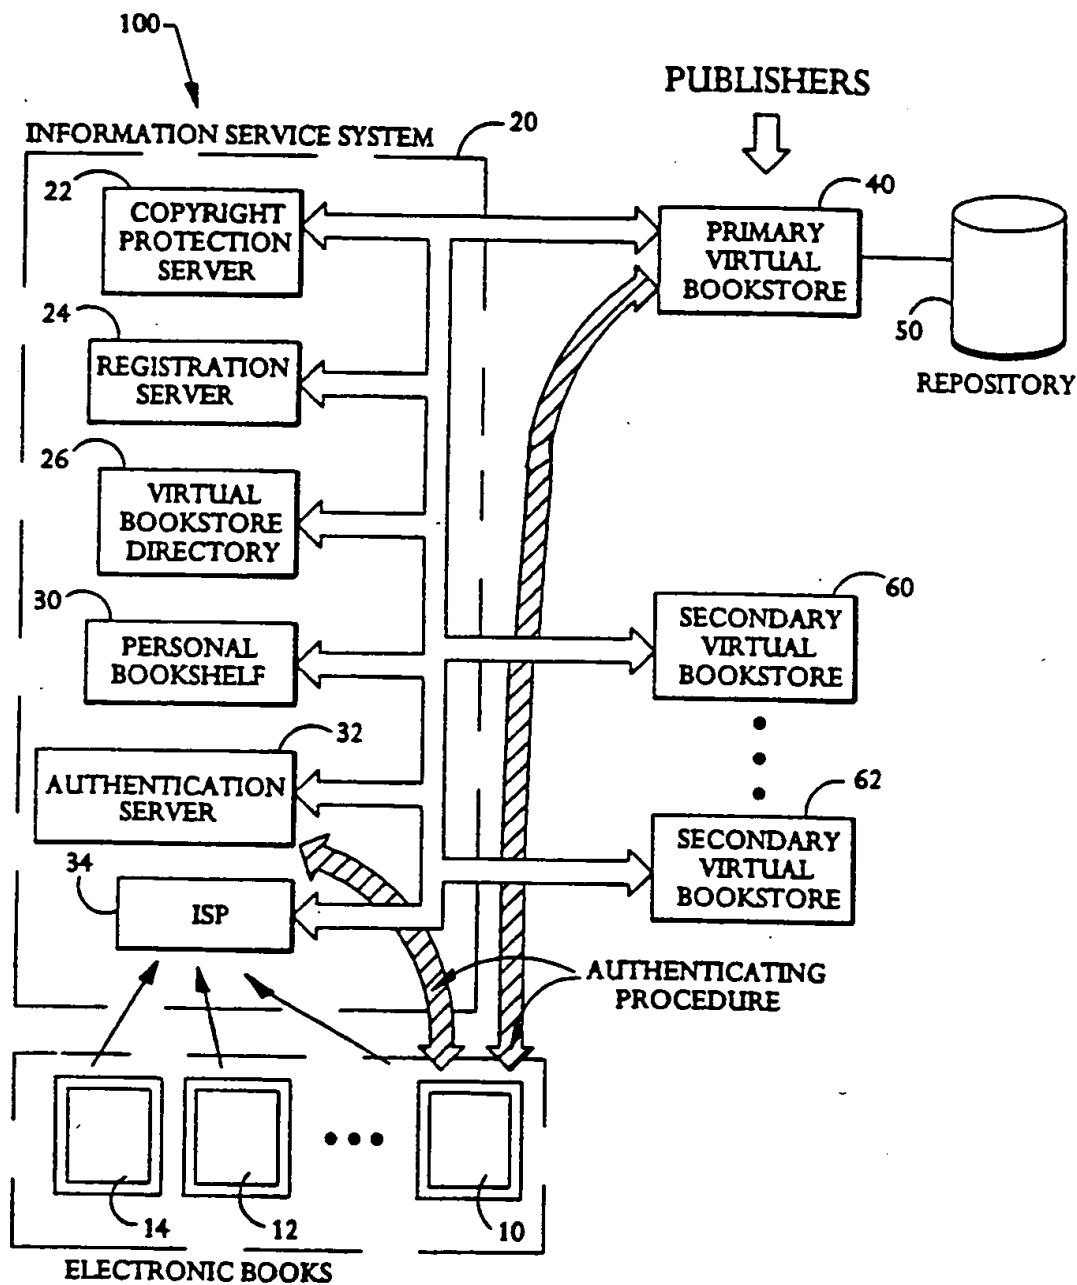 100
PUBLISHERS
INFORMATION SERVICE SYSTEM
20
22
COPYRIGHT
PROTECTION
SERVER
40
PRIMARY
VIRTUAL
BOOKSTORE
50
REPOSITORY
24
REGISTRATION
SERVER
26
VIRTUAL
BOOKSTORE
DIRECTORY
30
PERSONAL
BOOKSHELF
60
SECONDARY
VIRTUAL
BOOKSTORE
32
AUTHENTICATION
SERVER
62
SECONDARY
VIRTUAL
BOOKSTORE
34
ISP
AUTHENTICATING
PROCEDURE
14
12
10
ELECTRONIC BOOKS